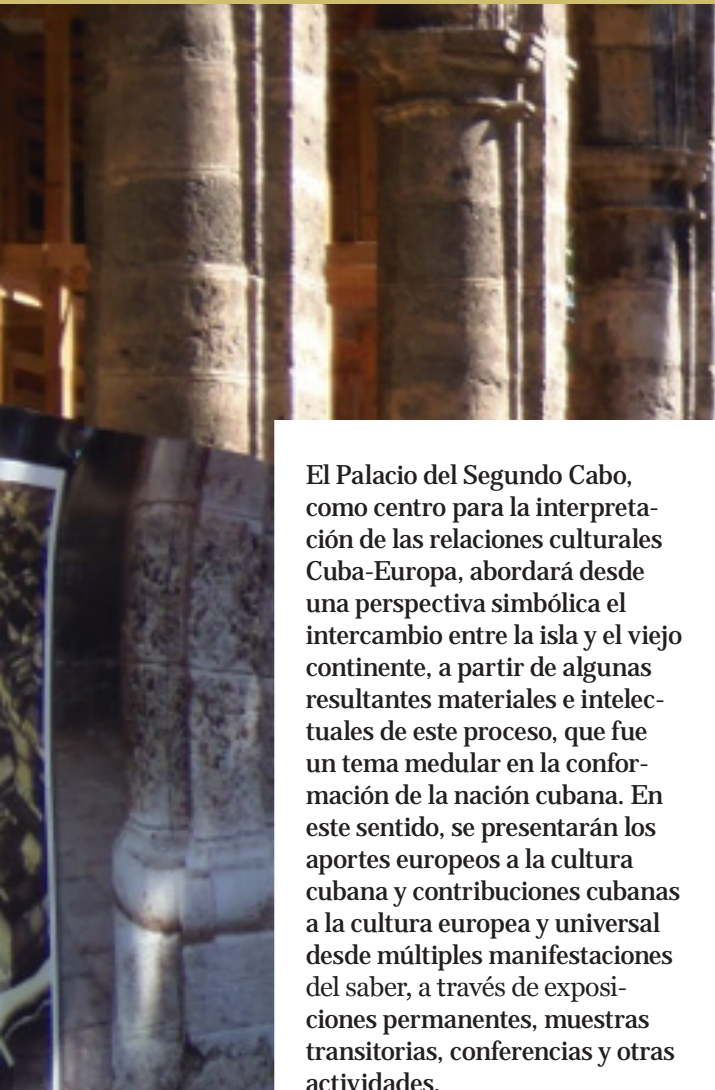 El Palacio del Segundo Cabo,
como centro para la interpreta-
ción de las relaciones culturales
Cuba-Europa, abordará desde
una perspectiva simbólica el
intercambio entre la isla y el viejo
continente, a partir de algunas
resultantes materiales e intelec-
tuales de este proceso, que fue
un tema medular en la confor-
mación de la nación cubana. En
este sentido, se presentarán los
aportes europeos a la cultura
cubana y contribuciones cubanas
a la cultura europea y universal
desde múltiples manifestaciones
del saber, a través de exposi-
ciones permanentes, muestras
transitorias, conferencias y otras
actividades.